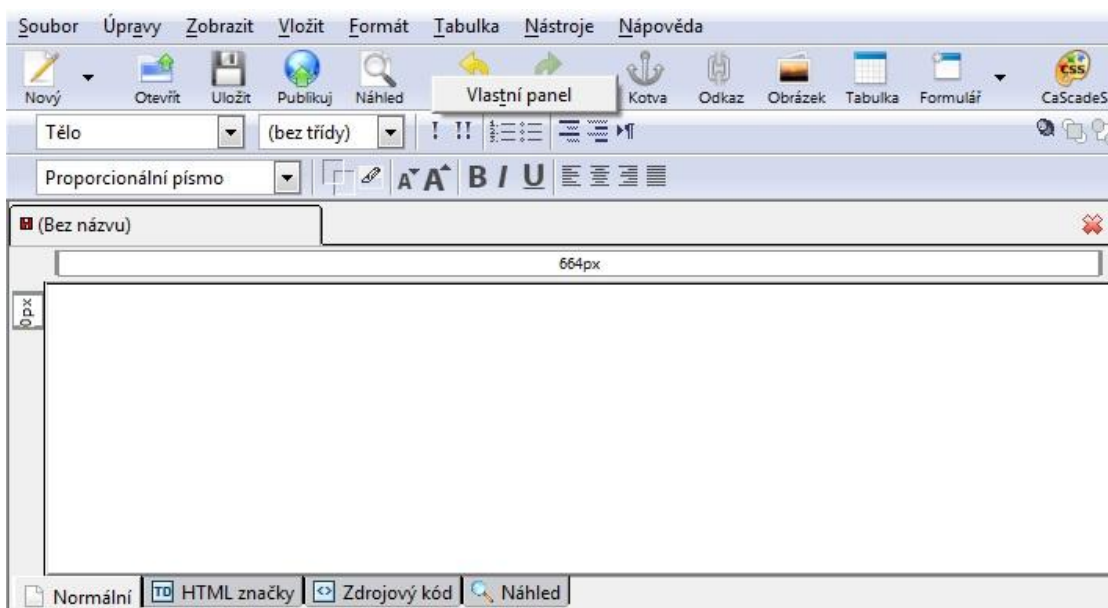 Soubor Úpravy Zobrazit Vložit Formát Tabulka Nástroje Nápověda
Nový Otevřít Uložit Publikuj Náhled Vlastní panel Kotva Odkaz Obrázek Tabulka Formulář CaScadeS
Tělo (bez třídy) ! !!
Proporcionální písmo A A B I U
(Bez názvu)
664px
0px
Normální TD HTML značky Zdrojový kód Náhled